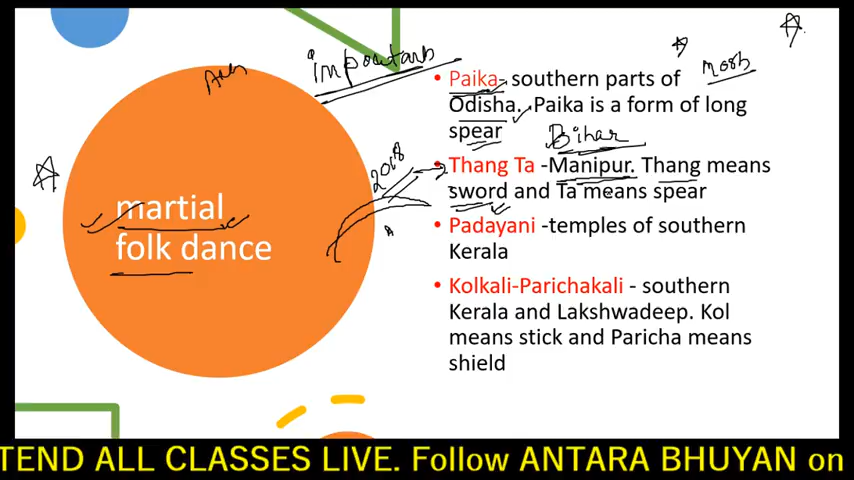 important
2018
Bihar
martial
folk dance
• Paika- southern parts of
Odisha. Paika is a form of long
spear
• Thang Ta -Manipur. Thang means
sword and Ta means spear
• Padayani -temples of southern
Kerala
• Kolkali-Parichakali - southern
Kerala and Lakshwadeep. Kol
means stick and Paricha means
shield
TEND ALL CLASSES LIVE. Follow ANTARA BHUYAN on